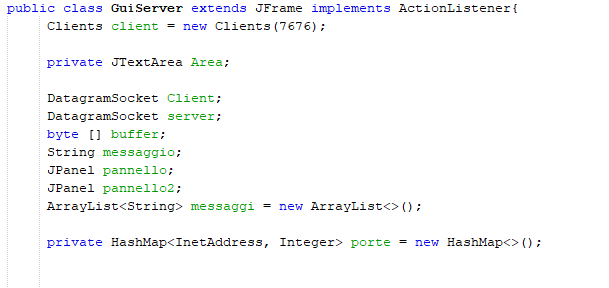 public class GuiServer extends JFrame implements ActionListener{
Clients client = new Clients(7676);
private JTextArea Area;
DatagramSocket Client;
DatagramSocket server;
byte [] buffer;
String messaggio;
JPanel pannello;
JPanel pannello2;
ArrayList<String> messaggi = new ArrayList<>();
private HashMap<InetAddress, Integer> porte = new HashMap<>();